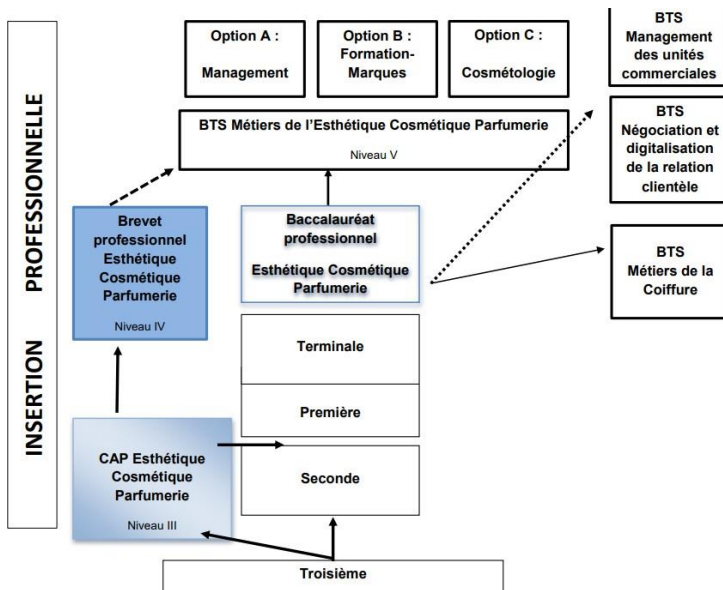 INSERTION PROFESSIONNELLE
Option A :
Management
Option B :
Formation-
Marques
Option C :
Cosmétologie
BTS
Management
des unités
commerciales
BTS Métiers de l'Esthétique Cosmétique Parfumerie
Niveau V
BTS
Négociation et
digitalisation
de la relation
clientèle
Brevet
professionnel
Esthétique
Cosmétique
Parfumerie
Niveau IV
Baccalauréat
professionnel
Esthétique Cosmétique
Parfumerie
BTS
Métiers de la
Coiffure
Terminale
Première
CAP Esthétique
Cosmétique
Parfumerie
Niveau III
Seconde
Troisième